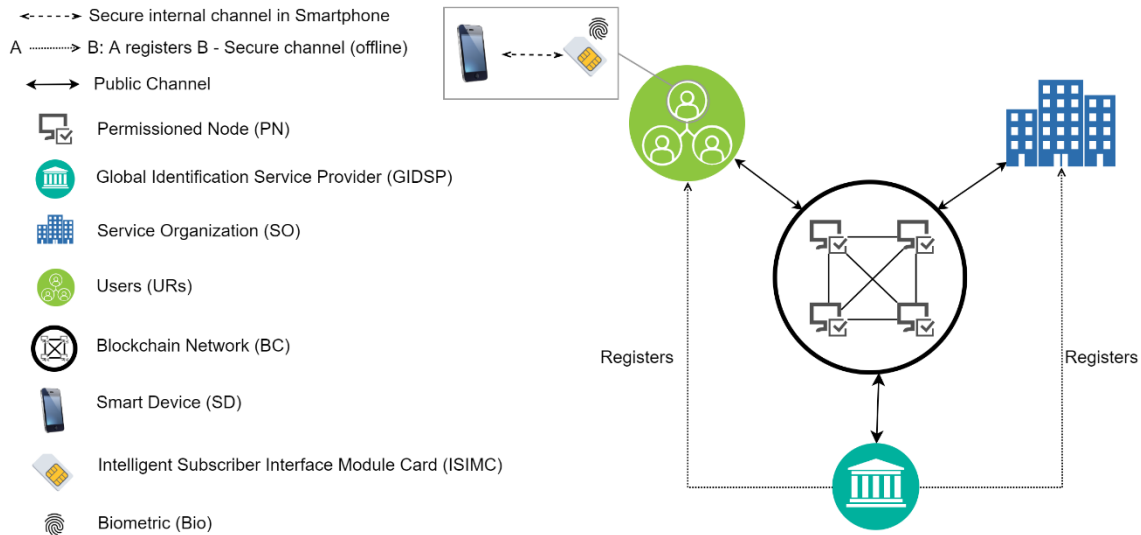 Secure internal channel in Smartphone
A B: A registers B - Secure channel (offline)
Public Channel
Permissioned Node (PN)
Global Identification Service Provider (GIDSP)
Service Organization (SO)
Users (URs)
Blockchain Network (BC)
Smart Device (SD)
Intelligent Subscriber Interface Module Card (ISIMC)
Biometric (Bio)
Registers
Registers